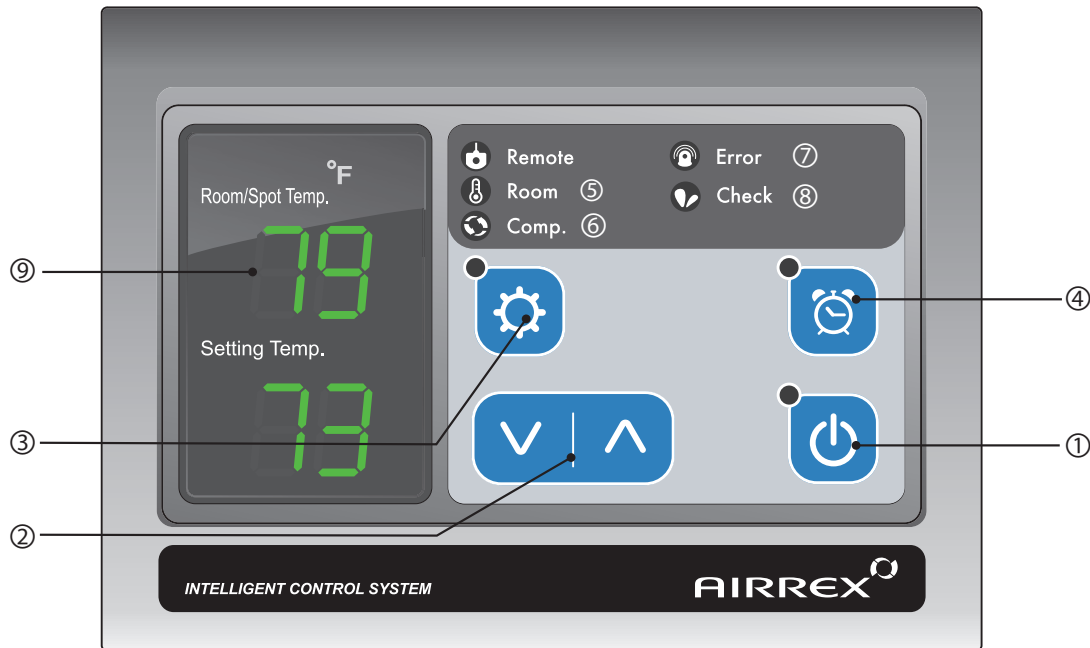 °F
Room/Spot Temp.
79
Setting Temp.
73
Remote
Room ⑤
Comp. ⑥
Error ⑦
Check ⑧
⑨
③
②
④
①
INTELLIGENT CONTROL SYSTEM
AIRREX